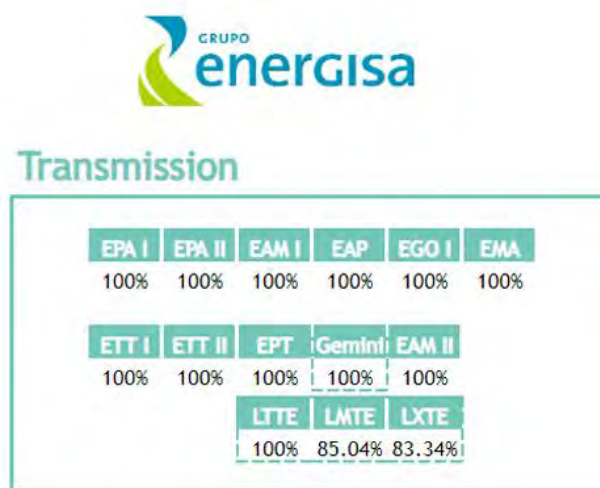 GRUPO
energisa
Transmission
EPA I EPA II EAM I EAP EGO I EMA
100% 100% 100% 100% 100% 100%
ETT I ETT II EPT Gemini EAM II
100% 100% 100% 100% 100%
LTTE LMTE LXTE
100% 85.04% 83.34%